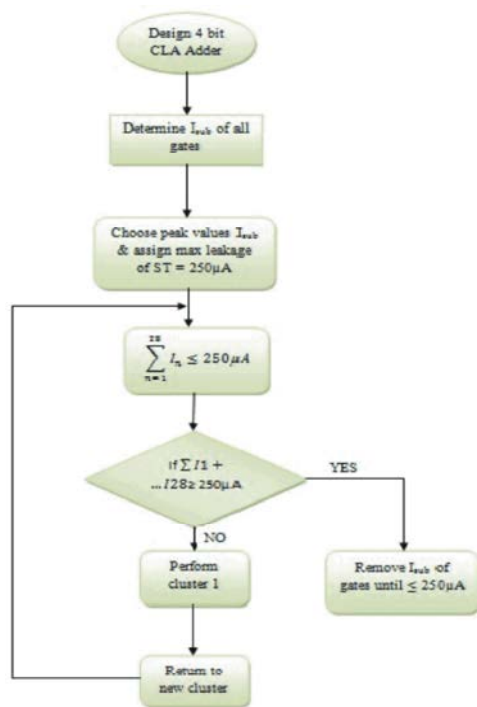 Design 4 bit
CLA Adder
Determine I_sub of all
gates
Choose peak values I_sub
& assign max leakage
of ST = 250µA
28
∑ I_n ≤ 250µA
n=1
if ∑ I1 +
... I28 ≥ 250µA
YES
NO
Perform
cluster 1
Remove I_sub of
gates until ≤ 250µA
Return to
new cluster